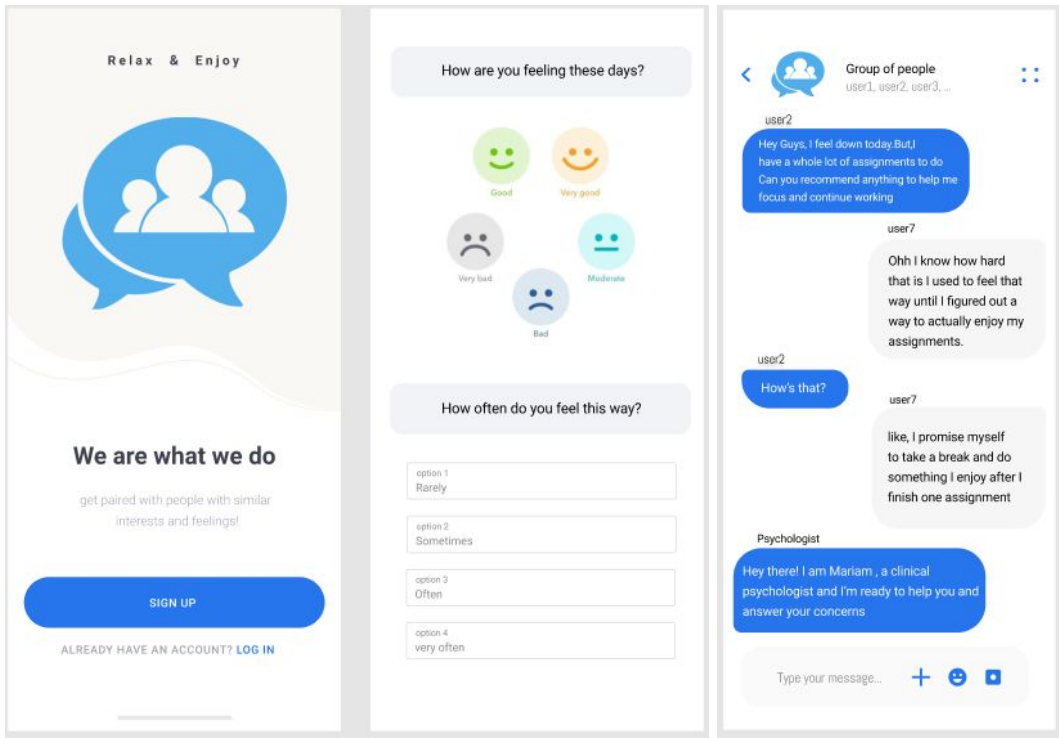 Relax & Enjoy
We are what we do
get paired with people with similar
interests and feelings!
SIGN UP
ALREADY HAVE AN ACCOUNT? LOG IN
How are you feeling these days?
Good
Very good
Very bad
Moderate
Bad
How often do you feel this way?
option 1
Rarely
option 2
Sometimes
option 3
Often
option 4
very often
Group of people
user1, user2, user3, ...
user2
Hey Guys, I feel down today.But,I
have a whole lot of assignments to do
Can you recommend anything to help me
focus and continue working
user7
Ohh I know how hard
that is I used to feel that
way until I figured out a
way to actually enjoy my
assignments.
user2
How's that?
user7
like, I promise myself
to take a break and do
something I enjoy after I
finish one assignment
Psychologist
Hey there! I am Mariam , a clinical
psychologist and I'm ready to help you and
answer your concerns
Type your message...